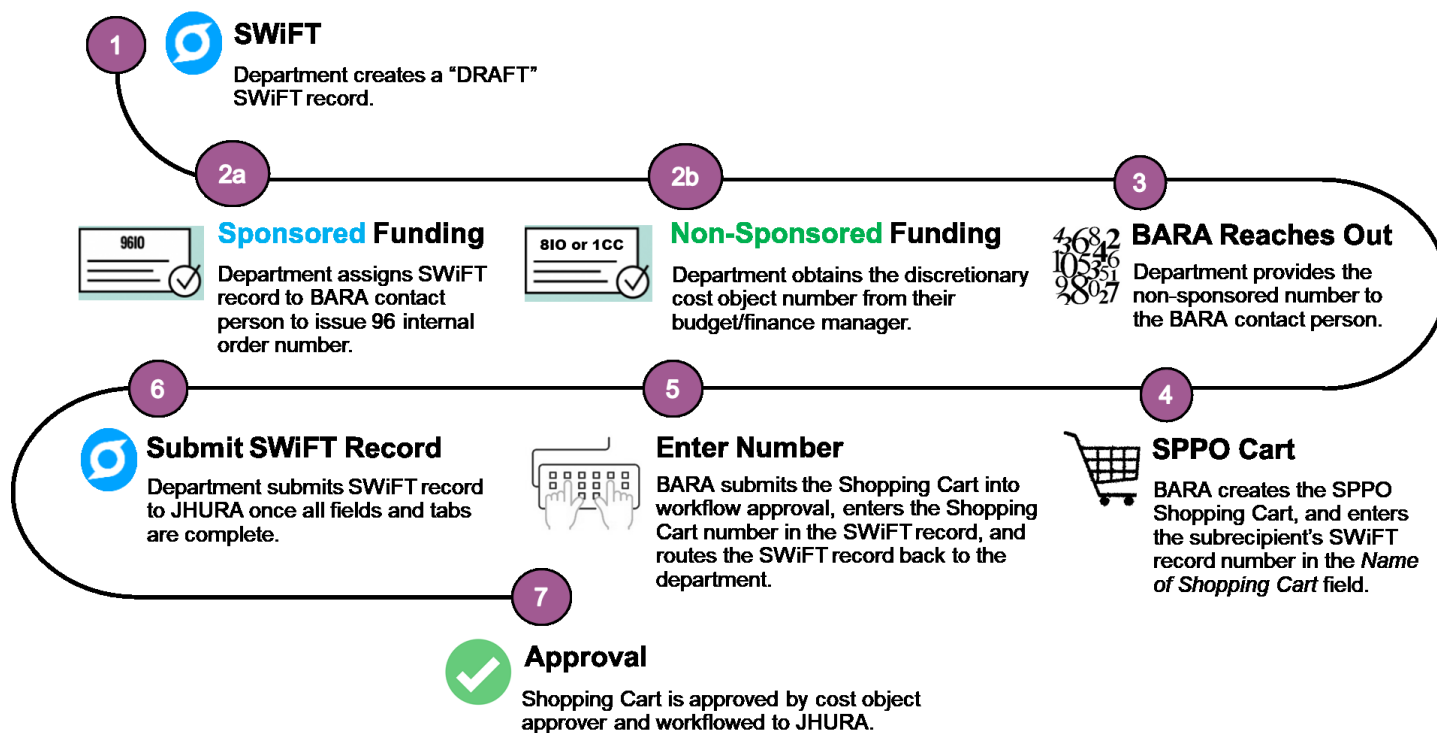 1
SWiFT
Department creates a “DRAFT”
SWiFT record.
2a
9610
Sponsored Funding
Department assigns SWiFT
record to BARA contact
person to issue 96 internal
order number.
2b
8IO or 1CC
Non-Sponsored Funding
Department obtains the discretionary
cost object number from their
budget/finance manager.
3
BARA Reaches Out
Department provides the
non-sponsored number to
the BARA contact person.
4
SPPO Cart
BARA creates the SPPO
Shopping Cart, and enters
the subrecipient's SWiFT
record number in the Name
of Shopping Cart field.
5
Enter Number
BARA submits the Shopping Cart into
workflow approval, enters the Shopping
Cart number in the SWiFT record, and
routes the SWiFT record back to the
department.
6
Submit SWiFT Record
Department submits SWiFT record
to JHURA once all fields and tabs
are complete.
7
Approval
Shopping Cart is approved by cost object
approver and workflowed to JHURA.